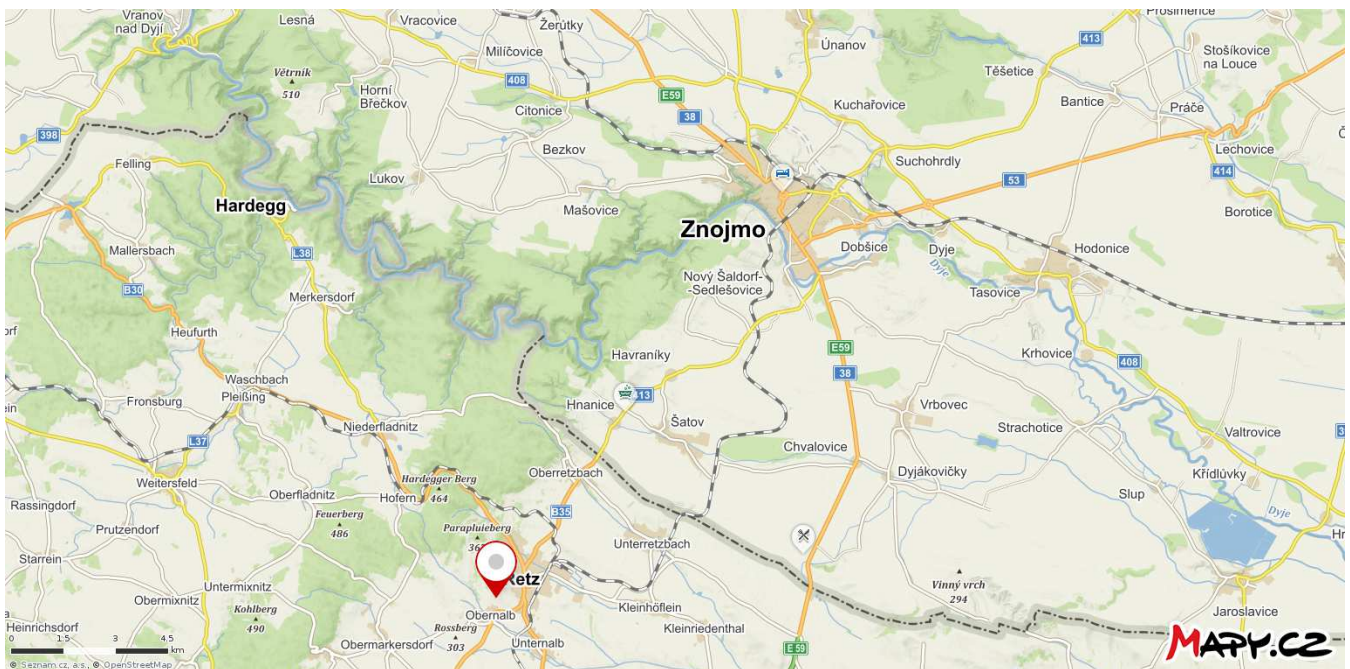 Vranov
nad Dyjí
Lesná
Vracovice
Žerůtky
Únanov
413
Prosiměřice
Stošíkovice
na Louce
Milíčovice
Větrník
510
Horní
Břečkov
408
Citonice
E59
38
Kuchařovice
Těšetice
Bantice
Práče
398
Felling
Bezkov
Suchohrdly
Lechovice
Lukov
Mašovice
53
414
Borotice
Hardegg
Znojmo
Mallersbach
L38
Dobšice
Dyje
Hodonice
B30
Merkersdorf
Nový Šaldorf-
-Sedlešovice
Dyje
Tasovice
Heufurth
Havraníky
E59
38
Krhovice
408
Waschbach
Pleißing
Fronsburg
Hnanice
413
Šatov
Vrbovec
Strachotice
Valtrovice
L37
Niederfladnitz
Chvalovice
Weitersfeld
Oberretzbach
Dyjákovičky
Křídlůvky
Rassingdorf
Oberfladnitz
Hofern
Hardegger Berg
464
Slup
Prutzendorf
Feuerberg
486
B35
Dyje
Starrein
Parapluieberg
Unterretzbach
Untermixnitz
Retz
Vinný vrch
294
Obermixnitz
Kohlberg
490
Obernalb
Kleinhöflein
Jaroslavice
Heinrichsdorf
Obermarkersdorf
Rossberg
303
Unternalb
Kleinriedenthal
E 59
0 1.5 3 4.5
km
© Seznam.cz, a.s., © OpenStreetMap
MAPY.CZ